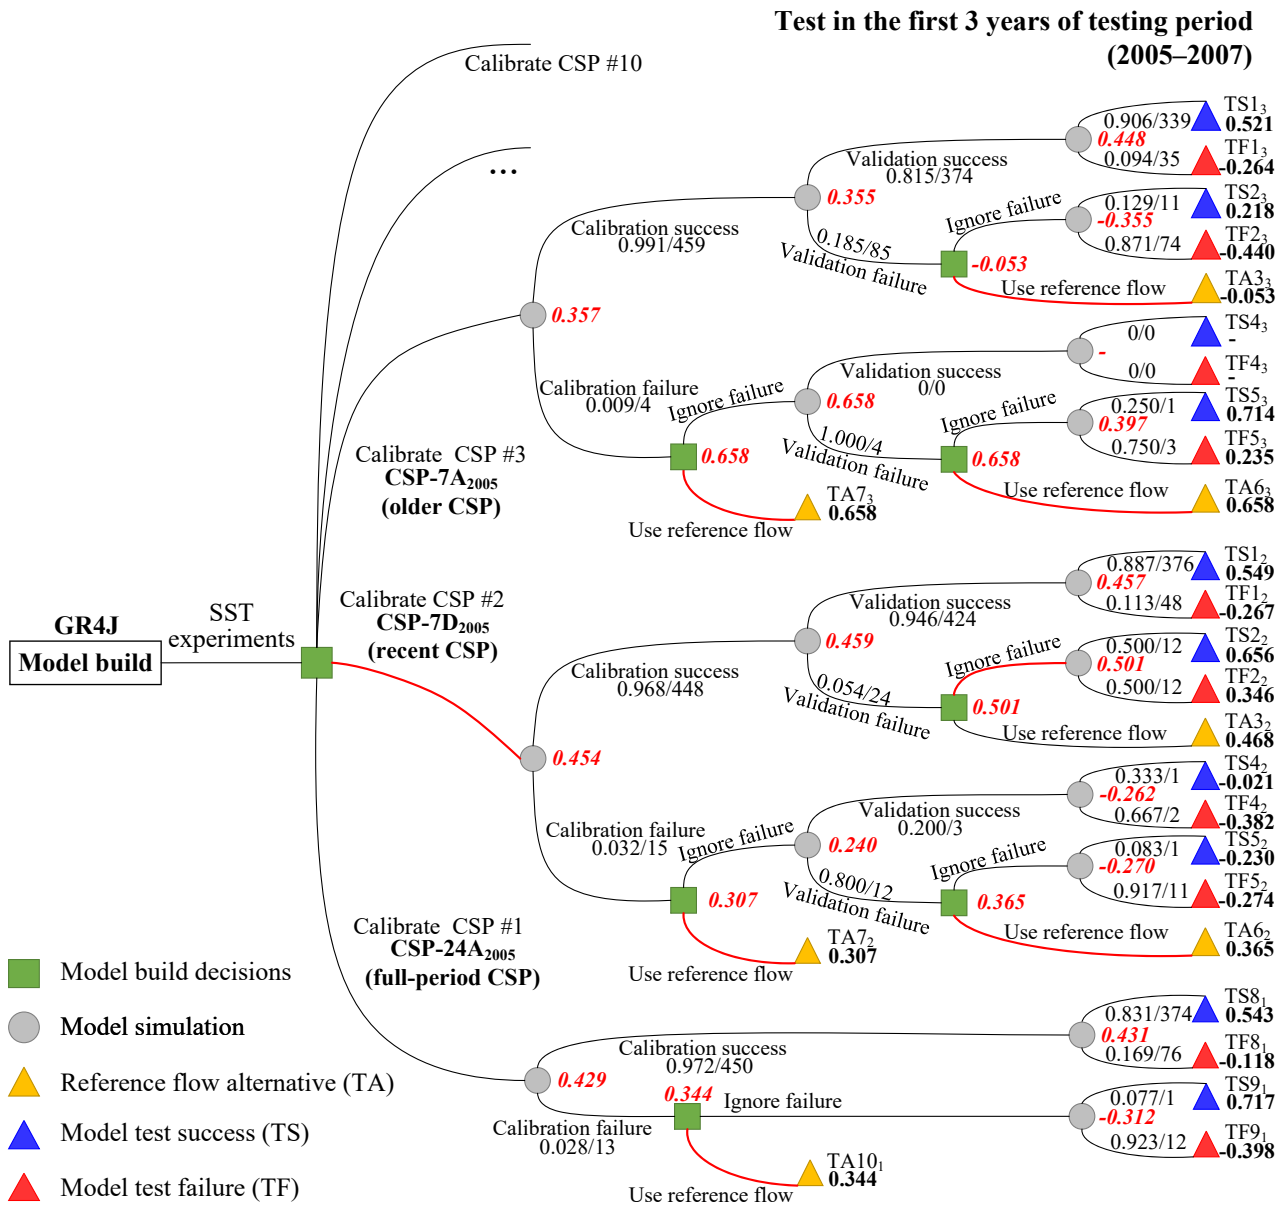 Test in the first 3 years of testing period
(2005–2007)
Calibrate CSP #10
...
Calibration success
0.991/459
Validation success
0.815/374
0.355
0.906/339
0.448
0.094/35
TS1₃
0.521
TF1₃
-0.264
0.185/85
Validation failure
-0.053
Ignore failure
0.129/11
-0.355
0.871/74
TS2₃
0.218
TF2₃
-0.440
Use reference flow
TA3₃
-0.053
0.357
Calibration failure
0.009/4
Ignore failure
0.658
Use reference flow
TA7₃
0.658
Validation success
0/0
0.658
0/0
-
0/0
TS4₃
-
TF4₃
-
1.000/4
Validation failure
0.658
Ignore failure
0.250/1
0.397
0.750/3
TS5₃
0.714
TF5₃
0.235
Use reference flow
TA6₃
0.658
Calibrate CSP #3
CSP-7A₂₀₀₅
(older CSP)
GR4J
Model build
SST
experiments
Calibrate CSP #2
CSP-7D₂₀₀₅
(recent CSP)
Calibration success
0.968/448
Validation success
0.946/424
0.459
0.887/376
0.457
0.113/48
TS1₂
0.549
TF1₂
-0.267
0.054/24
Validation failure
0.501
Ignore failure
0.500/12
0.501
0.500/12
TS2₂
0.656
TF2₂
0.346
Use reference flow
TA3₂
0.468
0.454
Calibration failure
0.032/15
Ignore failure
0.307
Use reference flow
TA7₂
0.307
Validation success
0.200/3
0.240
0.333/1
-0.262
0.667/2
TS4₂
-0.021
TF4₂
-0.382
0.800/12
Validation failure
0.365
Ignore failure
0.083/1
-0.270
0.917/11
TS5₂
-0.230
TF5₂
-0.274
Use reference flow
TA6₂
0.365
Calibrate CSP #1
CSP-24A₂₀₀₅
(full-period CSP)
0.429
Calibration success
0.972/450
0.831/374
0.431
0.169/76
TS8₁
0.543
TF8₁
-0.118
Calibration failure
0.028/13
0.344
Ignore failure
0.077/1
-0.312
0.923/12
TS9₁
0.717
TF9₁
-0.398
Use reference flow
TA10₁
0.344
Model build decisions
Model simulation
Reference flow alternative (TA)
Model test success (TS)
Model test failure (TF)